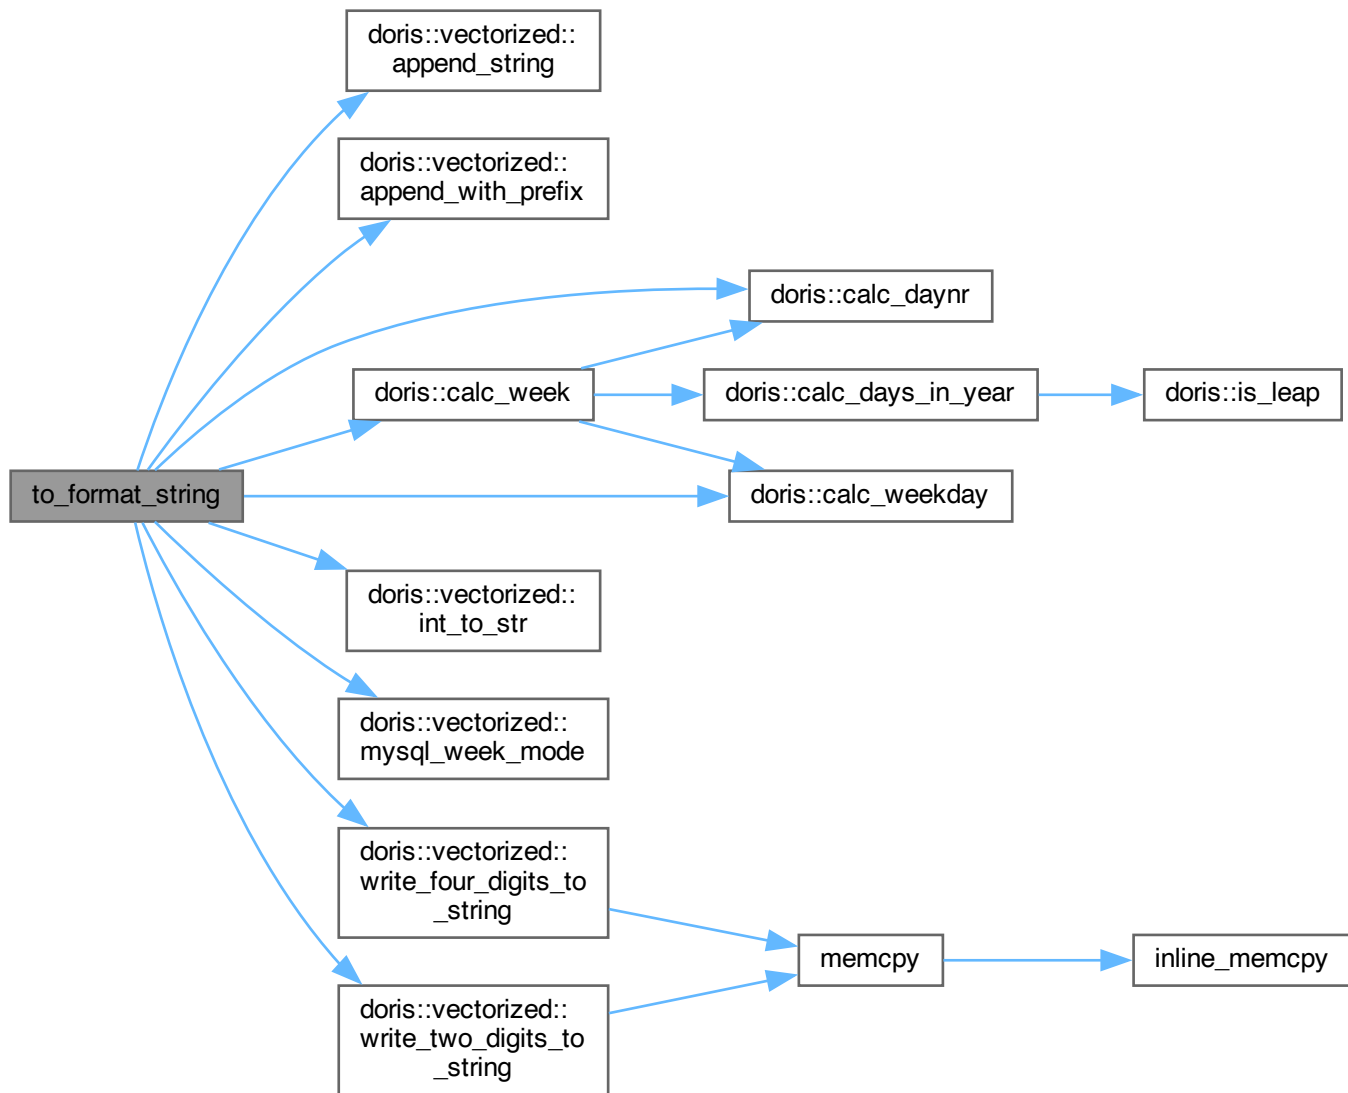 doris::vectorized::
append_string
doris::vectorized::
append_with_prefix
doris::calc_daynr
doris::calc_week
doris::calc_days_in_year
doris::is_leap
to_format_string
doris::calc_weekday
doris::vectorized::
int_to_str
doris::vectorized::
mysql_week_mode
doris::vectorized::
write_four_digits_to
_string
memcpy
inline_memcpy
doris::vectorized::
write_two_digits_to
_string